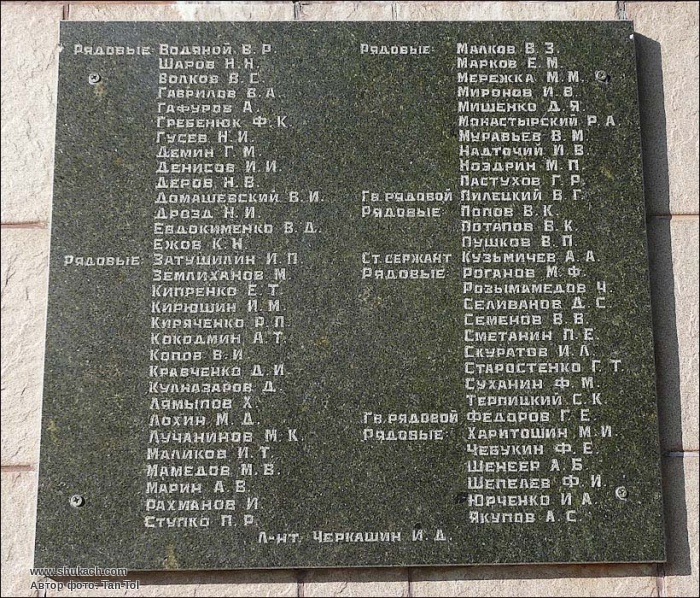 Рядовые Водяной В. Р.
Шаров Н. Н.
Волков В. С.
Гаврилов В. А.
Гафуров А.
Гребенюк Ф. К.
Гусев Н. И.
Демин Г. М.
Денисов И. И.
Деров Н. В.
Домашевский В. И.
Дрозд Н. И.
Евдокименко В. Д.
Ежов К. И.
Рядовые Затушилин И. П.
Землиханов М.
Кипренко Е. Т.
Кирюшин И. М.
Киряченко Р. П.
Кокодмин А. Т.
Копов В. И.
Кравченко Д. И.
Кулназаров Д.
Лямыпов Х.
Лохин М. Д.
Лучанинов М. К.
Маликов И. Т.
Мамедов М. В.
Марин А. В.
Рахманов И.
Ступко П. Р.
Рядовые Малков В. З.
Марков Е. М.
Мережка М. М.
Миронов И. В.
Мищенко Д. Я.
Монастырский Р. А.
Муравьев В. М.
Надточий И. В.
Ноздрин М. П.
Пастухов Г. Р.
Гв. рядовой Пилецкий В. Г.
Рядовые Попов В. К.
Потапов В. К.
Пушков В. П.
Ст. сержант Кузьмичев А. А.
Рядовые Роганов М. Ф.
Розымамедов Ч.
Селиванов Д. С.
Семенов В. В.
Сметанин П. Е.
Скуратов И. Л.
Старостенко Г. Т.
Суханин Ф. М.
Терпицкий С. К.
Гв. рядовой Федоров Г. Е.
Рядовые Харитошин М. И.
Чебукин Ф. Е.
Шенеер А. Б.
Шепелев Ф. И.
Юрченко И. А.
Якупов А. С.
Л-нт. Черкашин И. Д.
www.shukach.com
Автор фото: Tan-Tol